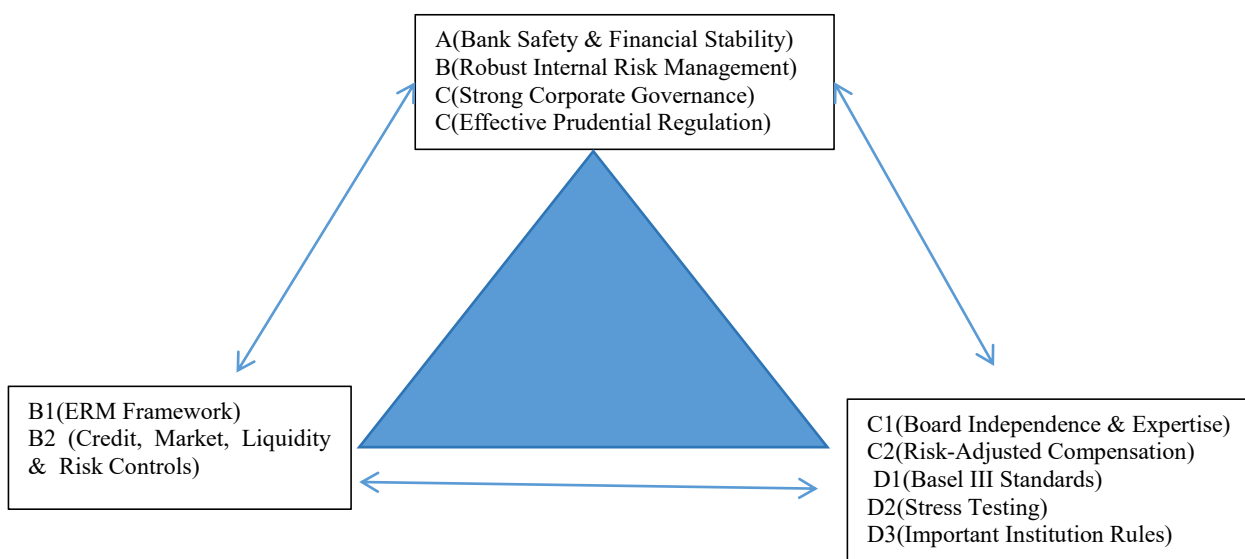 A(Bank Safety & Financial Stability)
B(Robust Internal Risk Management)
C(Strong Corporate Governance)
C(Effective Prudential Regulation)
B1(ERM Framework)
B2 (Credit, Market, Liquidity
& Risk Controls)
C1(Board Independence & Expertise)
C2(Risk-Adjusted Compensation)
D1(Basel III Standards)
D2(Stress Testing)
D3(Important Institution Rules)